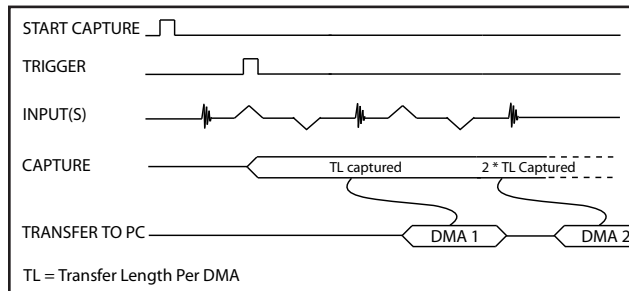 START CAPTURE
TRIGGER
INPUT(S)
CAPTURE
TL captured
2 * TL Captured
TRANSFER TO PC
DMA 1
DMA 2
TL = Transfer Length Per DMA